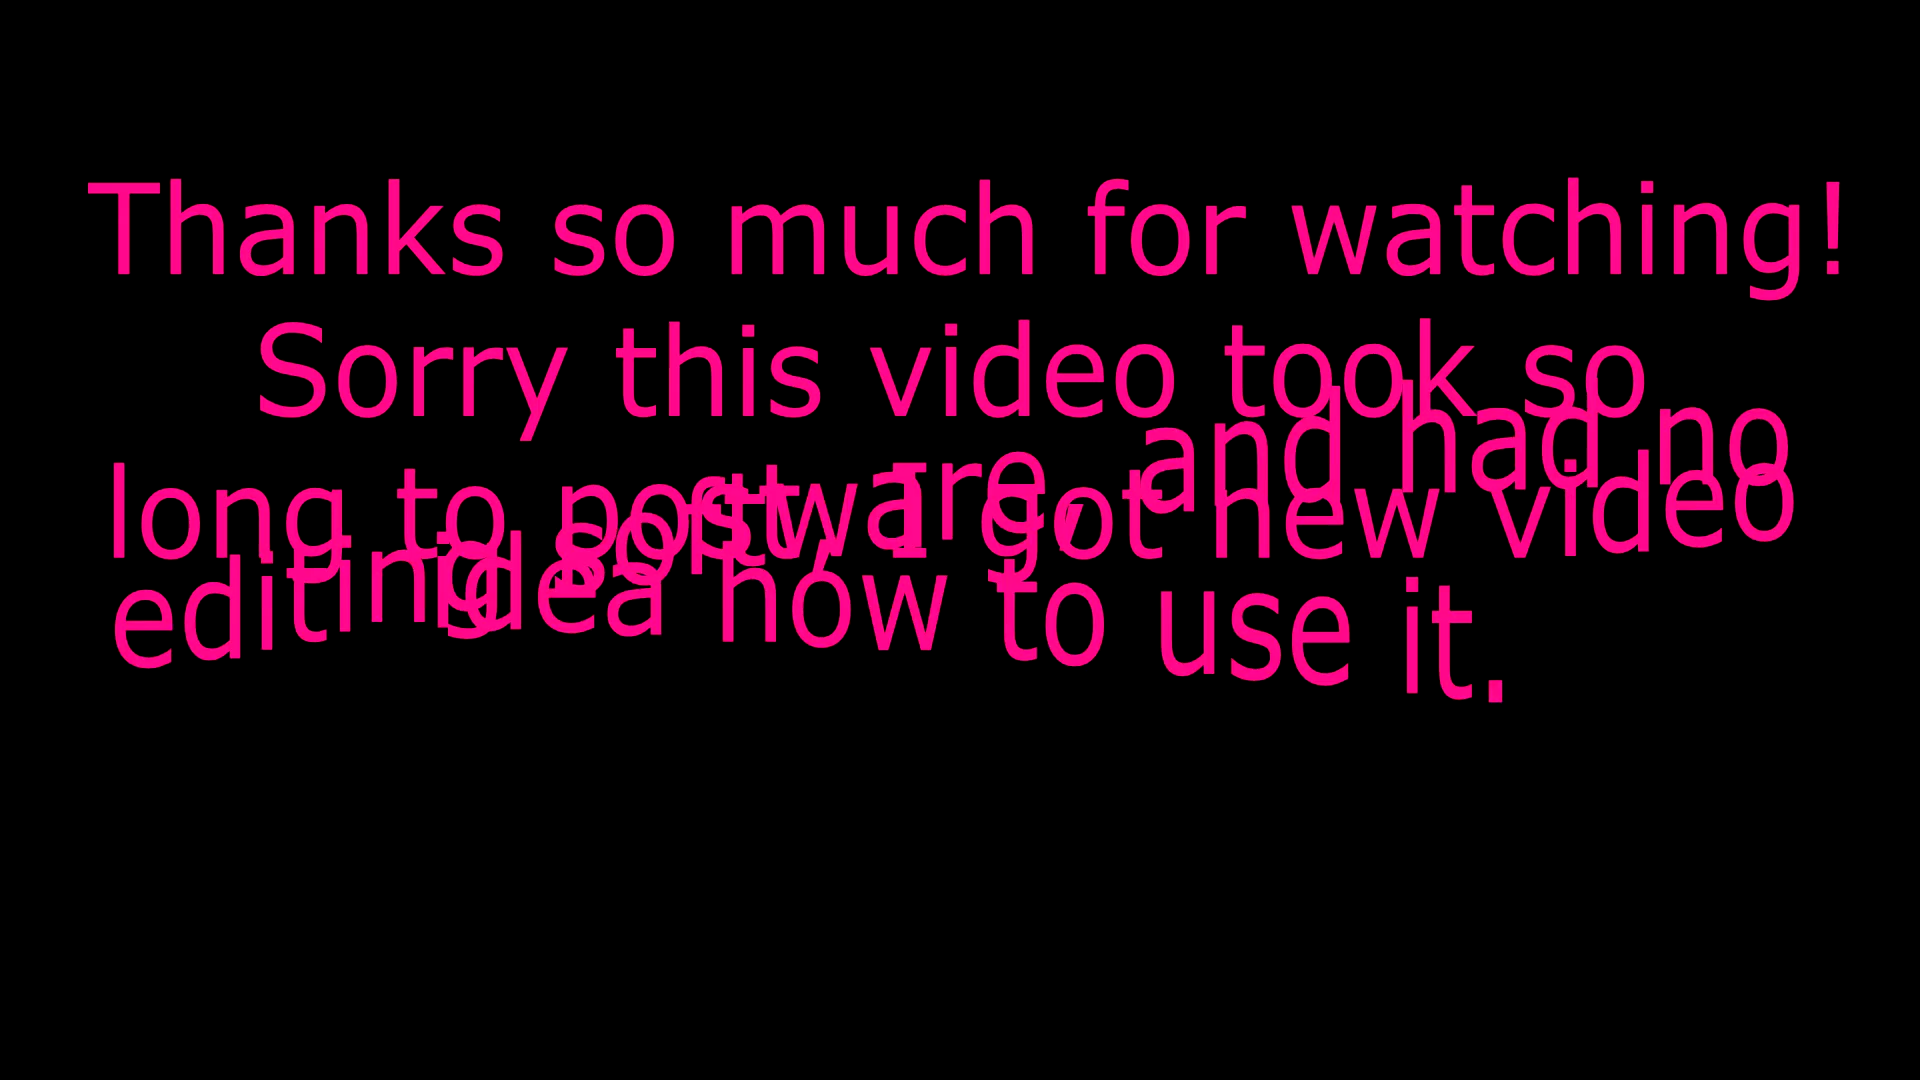 Thanks so much for watching!
Sorry this video took so
long to post, I got new video
editing software, and had no
idea how to use it.